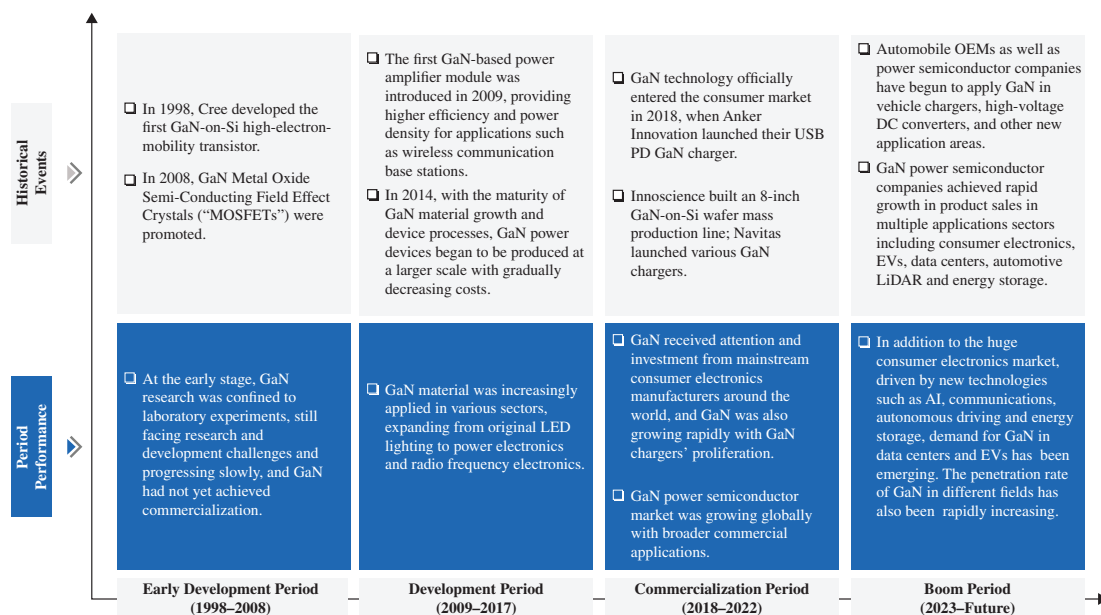 Historical
Events
❑ In 1998, Cree developed the
first GaN-on-Si high-electron-
mobility transistor.
❑ In 2008, GaN Metal Oxide
Semi-Conducting Field Effect
Crystals (“MOSFETs”) were
promoted.
❑ The first GaN-based power
amplifier module was
introduced in 2009, providing
higher efficiency and power
density for applications such
as wireless communication
base stations.
❑ In 2014, with the maturity of
GaN material growth and
device processes, GaN power
devices began to be produced at
a larger scale with gradually
decreasing costs.
❑ GaN technology officially
entered the consumer market
in 2018, when Anker
Innovation launched their USB
PD GaN charger.
❑ Innoscience built an 8-inch
GaN-on-Si wafer mass
production line; Navitas
launched various GaN
chargers.
❑ Automobile OEMs as well as
power semiconductor companies
have begun to apply GaN in
vehicle chargers, high-voltage
DC converters, and other new
application areas.
❑ GaN power semiconductor
companies achieved rapid
growth in product sales in
multiple applications sectors
including consumer electronics,
EVs, data centers, automotive
LiDAR and energy storage.
Period
Performance
❑ At the early stage, GaN
research was confined to
laboratory experiments, still
facing research and
development challenges and
progressing slowly, and GaN
had not yet achieved
commercialization.
❑ GaN material was increasingly
applied in various sectors,
expanding from original LED
lighting to power electronics
and radio frequency electronics.
❑ GaN received attention and
investment from mainstream
consumer electronics
manufacturers around the
world, and GaN was also
growing rapidly with GaN
chargers’ proliferation.
❑ GaN power semiconductor
market was growing globally
with broader commercial
applications.
❑ In addition to the huge
consumer electronics market,
driven by new technologies
such as AI, communications,
autonomous driving and energy
storage, demand for GaN in
data centers and EVs has been
emerging. The penetration rate
of GaN in different fields has
also been rapidly increasing.
Early Development Period
(1998–2008)
Development Period
(2009–2017)
Commercialization Period
(2018–2022)
Boom Period
(2023–Future)